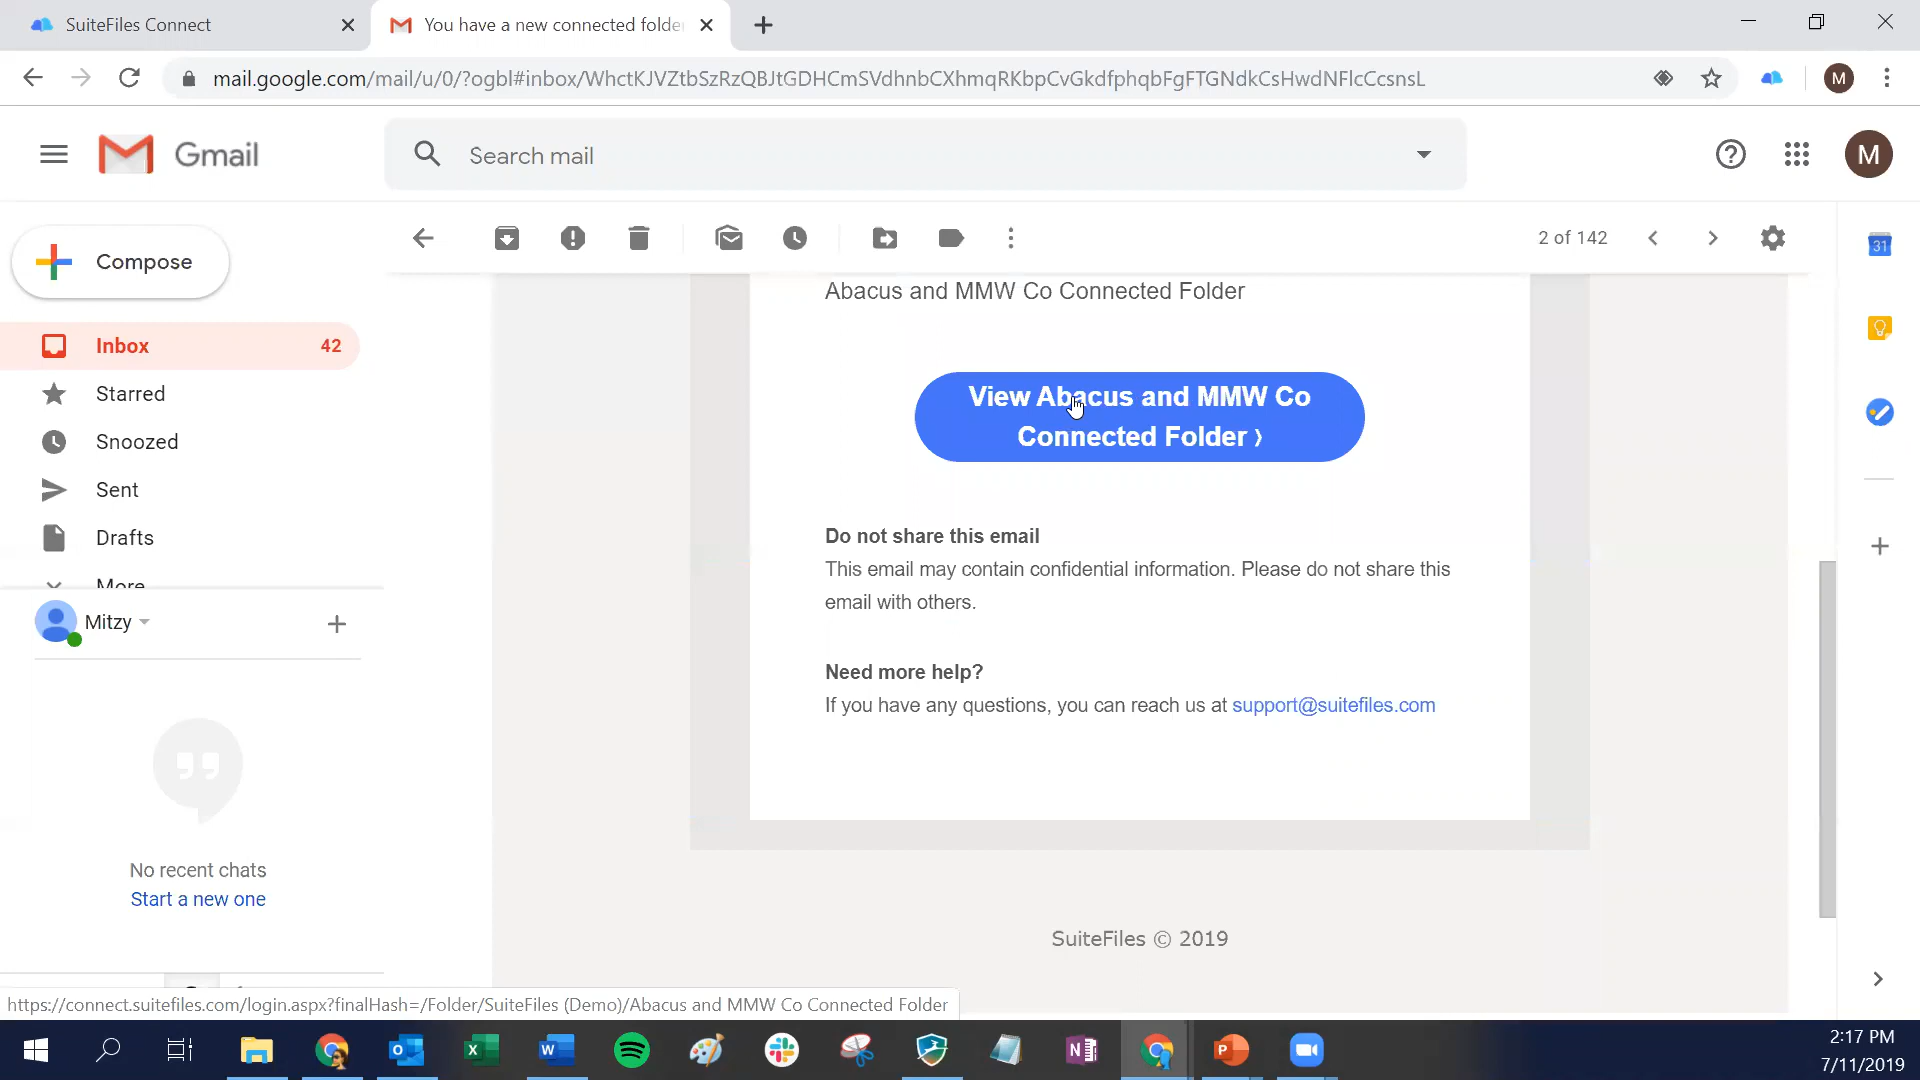 SuiteFiles Connect
You have a new connected folde
mail.google.com/mail/u/0/?ogbl#inbox/WhctKJVZtbSzRzQBJtGDHCmSVdhnbCXhmqRKbpCvGkdfphqbFgFTGNdkCsHwdNFlcCcsnsL
M
Gmail
Search mail
M
Compose
2 of 142
31
Inbox 42
Starred
Snoozed
Sent
Drafts
More
Mitzy
No recent chats
Start a new one
Abacus and MMW Co Connected Folder
View Abacus and MMW Co
Connected Folder ⟩
Do not share this email
This email may contain confidential information. Please do not share this
email with others.
Need more help?
If you have any questions, you can reach us at support@suitefiles.com
SuiteFiles © 2019
https://connect.suitefiles.com/login.aspx?finalHash=/Folder/SuiteFiles (Demo)/Abacus and MMW Co Connected Folder
2:17 PM
7/11/2019